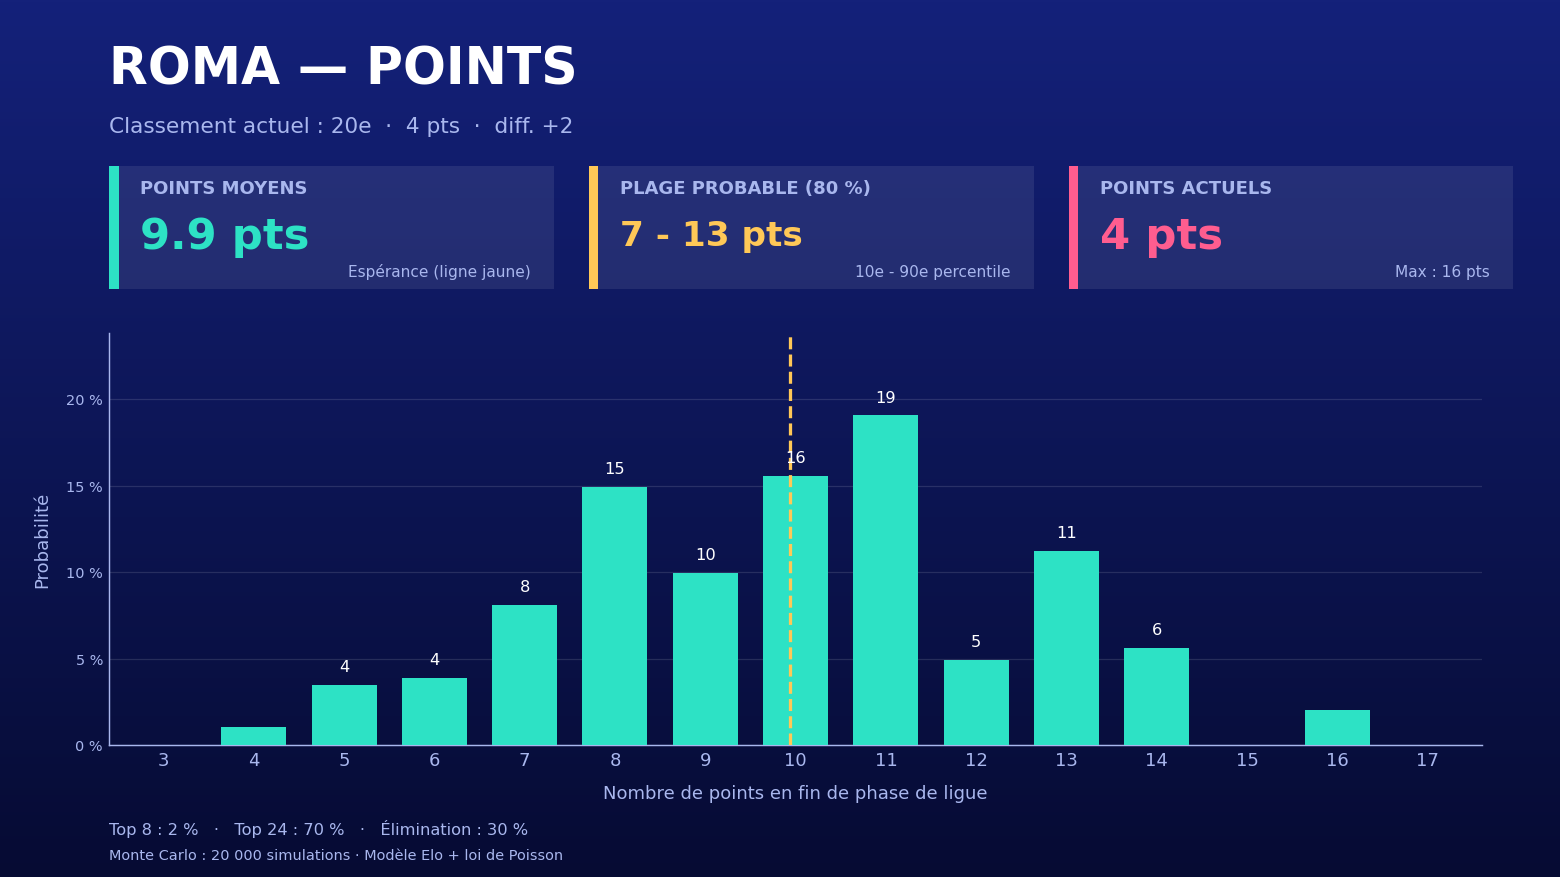 ROMA — POINTS
Classement actuel : 20e · 4 pts · diff. +2
POINTS MOYENS
9.9 pts
Espérance (ligne jaune)
PLAGE PROBABLE (80 %)
7 - 13 pts
10e - 90e percentile
POINTS ACTUELS
4 pts
Max : 16 pts
Probabilité
20 %
15 %
10 %
5 %
0 %
4
4
8
15
10
16
19
5
11
6
3 4 5 6 7 8 9 10 11 12 13 14 15 16 17
Nombre de points en fin de phase de ligue
Top 8 : 2 % · Top 24 : 70 % · Élimination : 30 %
Monte Carlo : 20 000 simulations · Modèle Elo + loi de Poisson